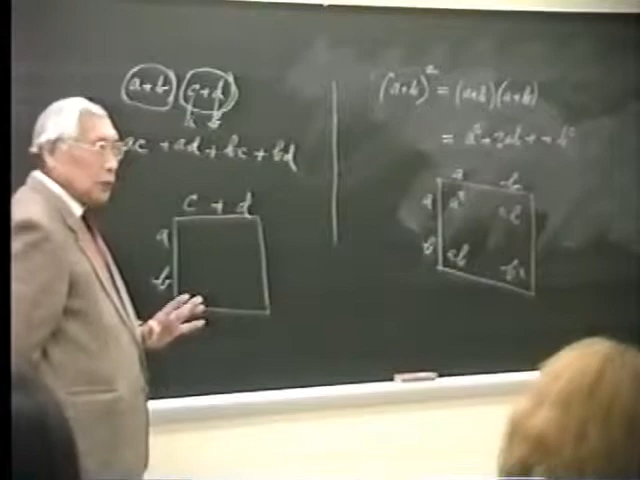 (a+b) (c+d)
ac + ad + bc + bd
c + d
a
b
(a+b)² = (a+b)(a+b)
= a² + 2ab + b²
a b
a a² ab
b ab b²